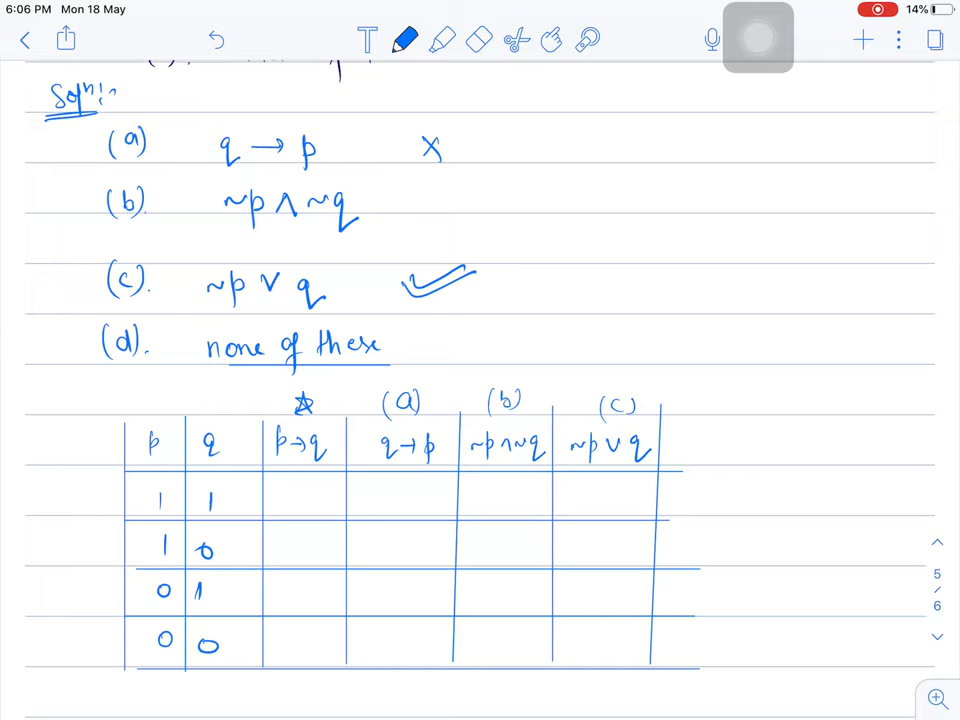 6:06 PM Mon 18 May 14%
Solⁿ:
(a) q → p X
(b). ~p ∧ ~q
(c). ~p ∨ q
(d). none of these
(a) (b) (c)
p q p→q q→p ~p∧~q ~p∨q
1 1
1 0
0 1
0 0
5
/
6